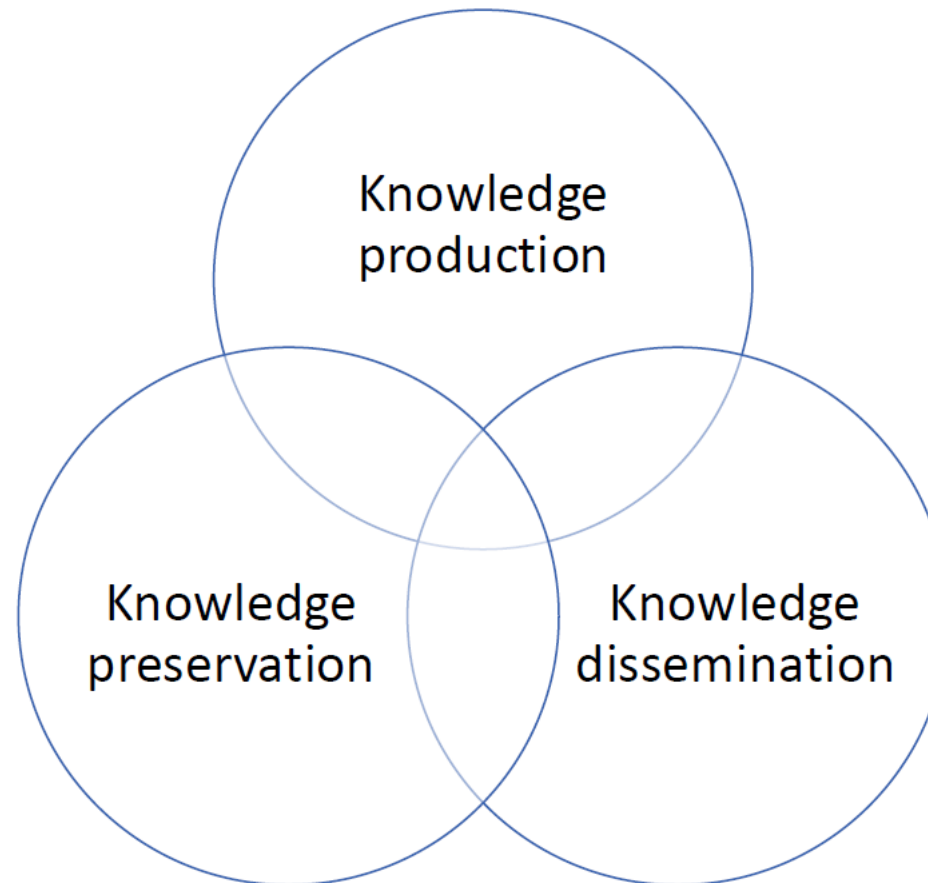 Knowledge
production
Knowledge
preservation
Knowledge
dissemination